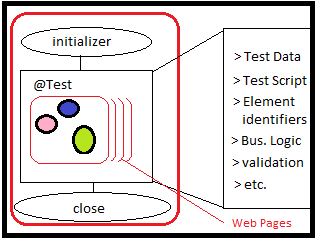 initializer
@Test
close
> Test Data
> Test Script
> Element
identifiers
> Bus. Logic
> validation
> etc.
Web Pages